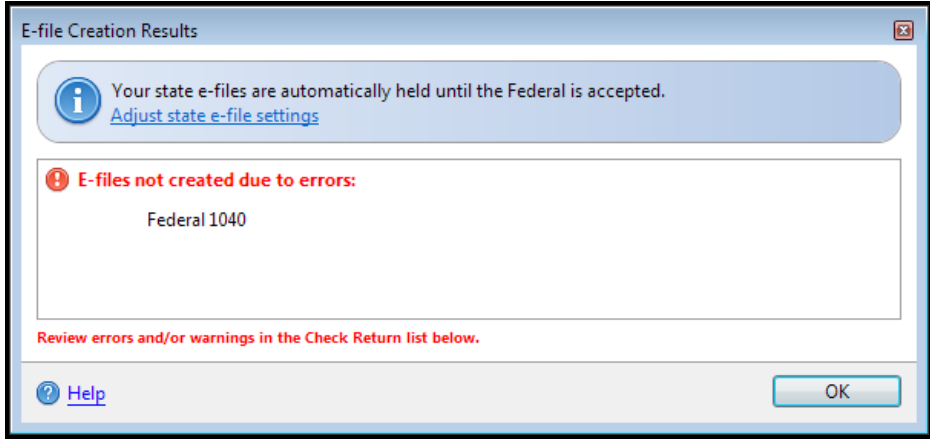 E-file Creation Results
Your state e-files are automatically held until the Federal is accepted.
Adjust state e-file settings
E-files not created due to errors:
Federal 1040
Review errors and/or warnings in the Check Return list below.
Help
OK